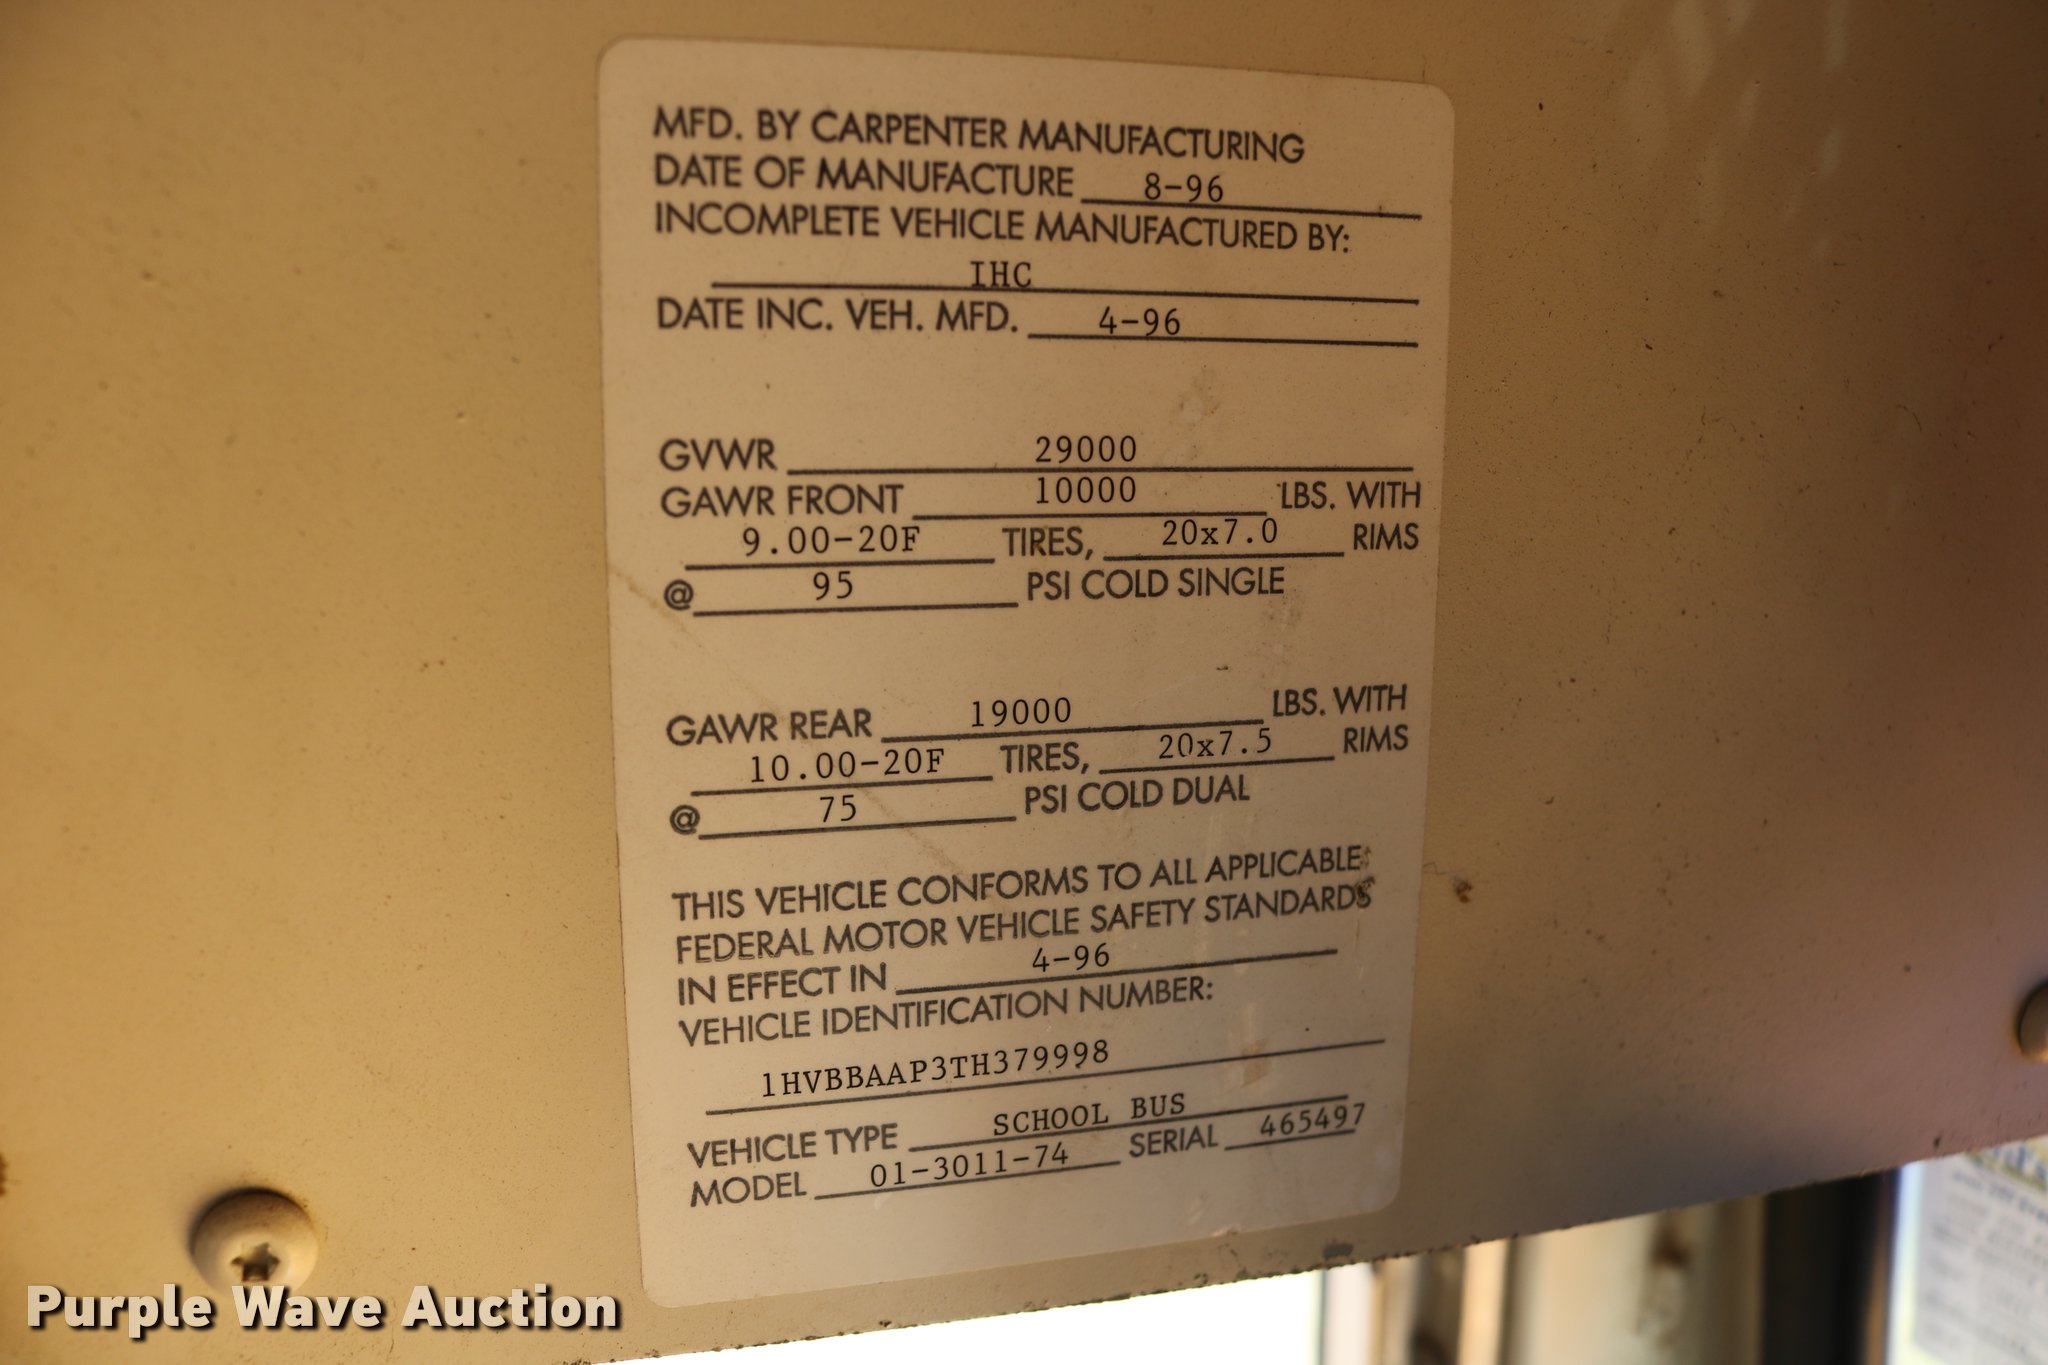 MFD. BY CARPENTER MANUFACTURING
DATE OF MANUFACTURE 8-96
INCOMPLETE VEHICLE MANUFACTURED BY:
IHC
DATE INC. VEH. MFD. 4-96
GVWR 29000
GAWR FRONT 10000 LBS. WITH
9.00-20F TIRES, 20x7.0 RIMS
@ 95 PSI COLD SINGLE
GAWR REAR 19000 LBS. WITH
10.00-20F TIRES, 20x7.5 RIMS
@ 75 PSI COLD DUAL
THIS VEHICLE CONFORMS TO ALL APPLICABLE
FEDERAL MOTOR VEHICLE SAFETY STANDARDS
IN EFFECT IN 4-96
VEHICLE IDENTIFICATION NUMBER:
1HVBBAAP3TH379998
VEHICLE TYPE SCHOOL BUS
MODEL 01-3011-74 SERIAL 465497
Purple Wave Auction